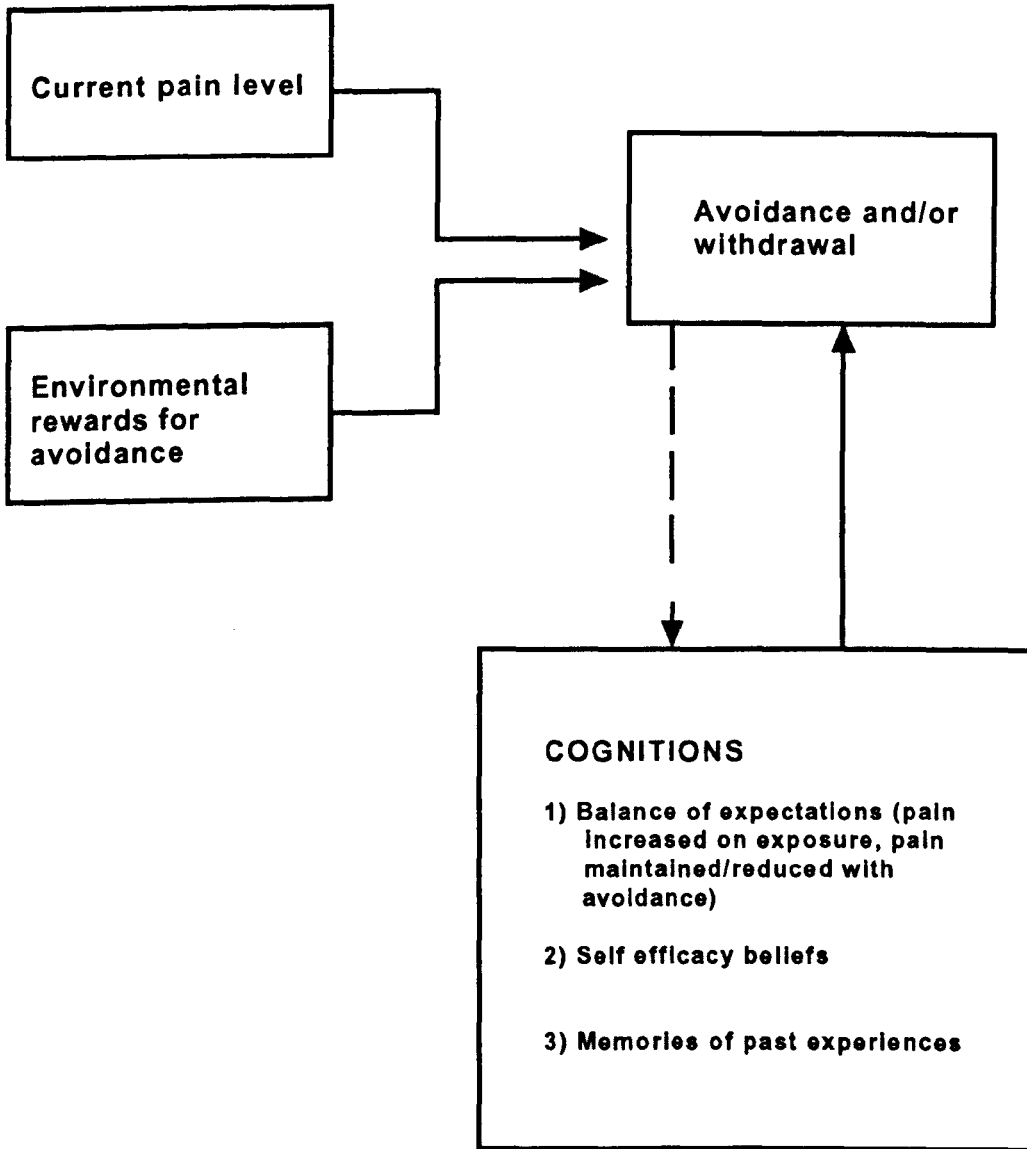 Current pain level
Avoidance and/or
withdrawal
Environmental
rewards for
avoidance
COGNITIONS
1) Balance of expectations (pain
increased on exposure, pain
maintained/reduced with
avoidance)
2) Self efficacy beliefs
3) Memories of past experiences